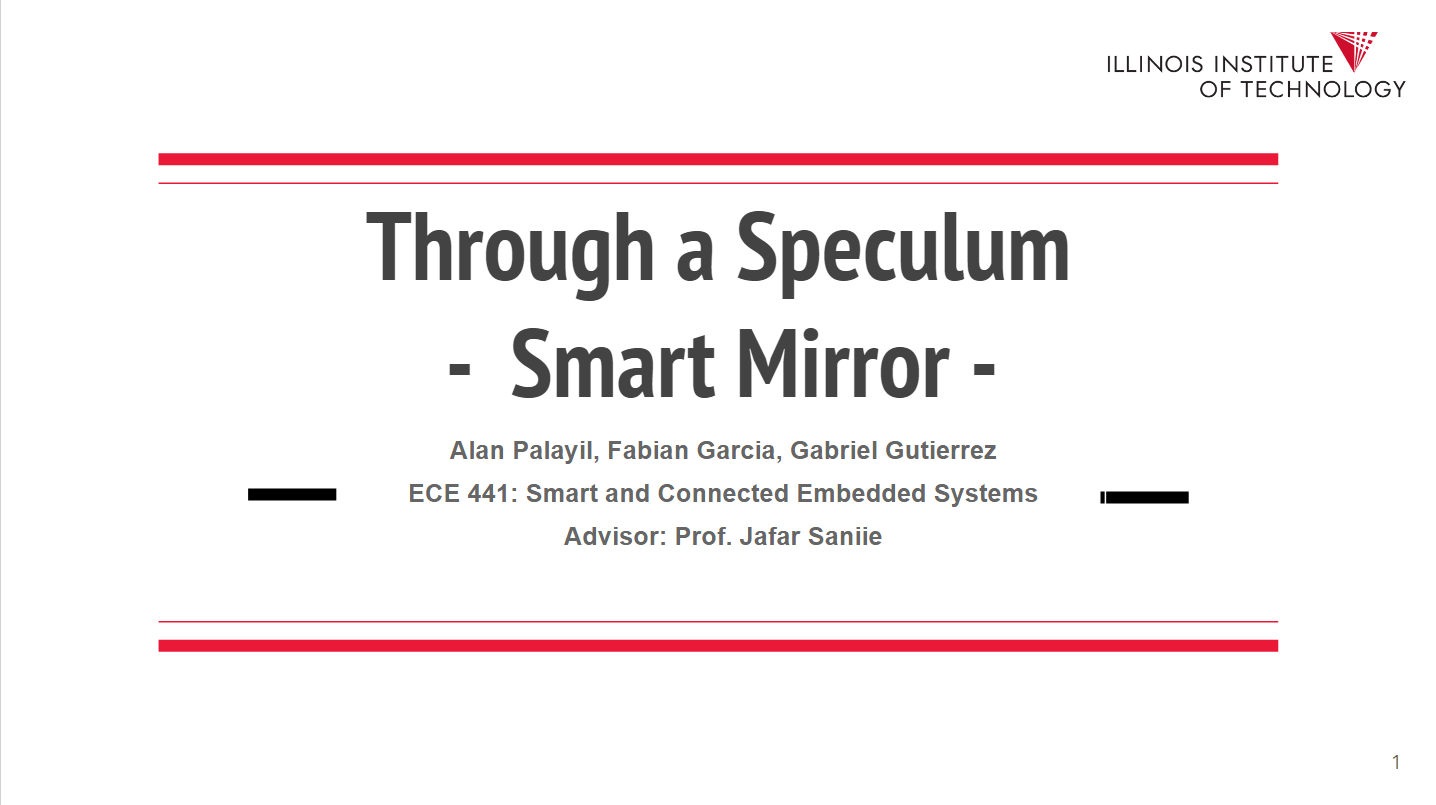 ILLINOIS INSTITUTE
OF TECHNOLOGY
Through a Speculum
- Smart Mirror -
Alan Palayil, Fabian Garcia, Gabriel Gutierrez
ECE 441: Smart and Connected Embedded Systems
Advisor: Prof. Jafar Saniie
1